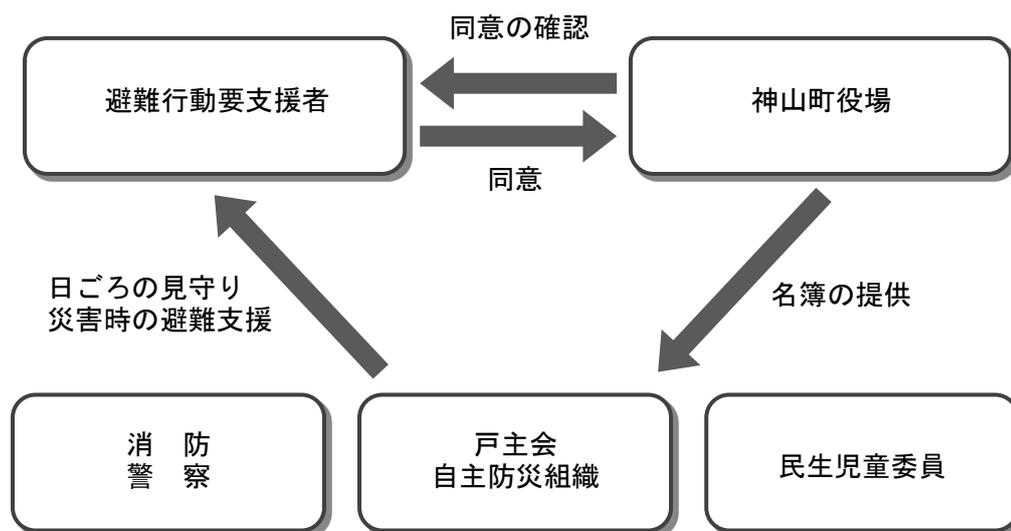 同意の確認
避難行動要支援者
神山町役場
同意
日ごろの見守り
災害時の避難支援
名簿の提供
消　防
警　察
戸主会
自主防災組織
民生児童委員